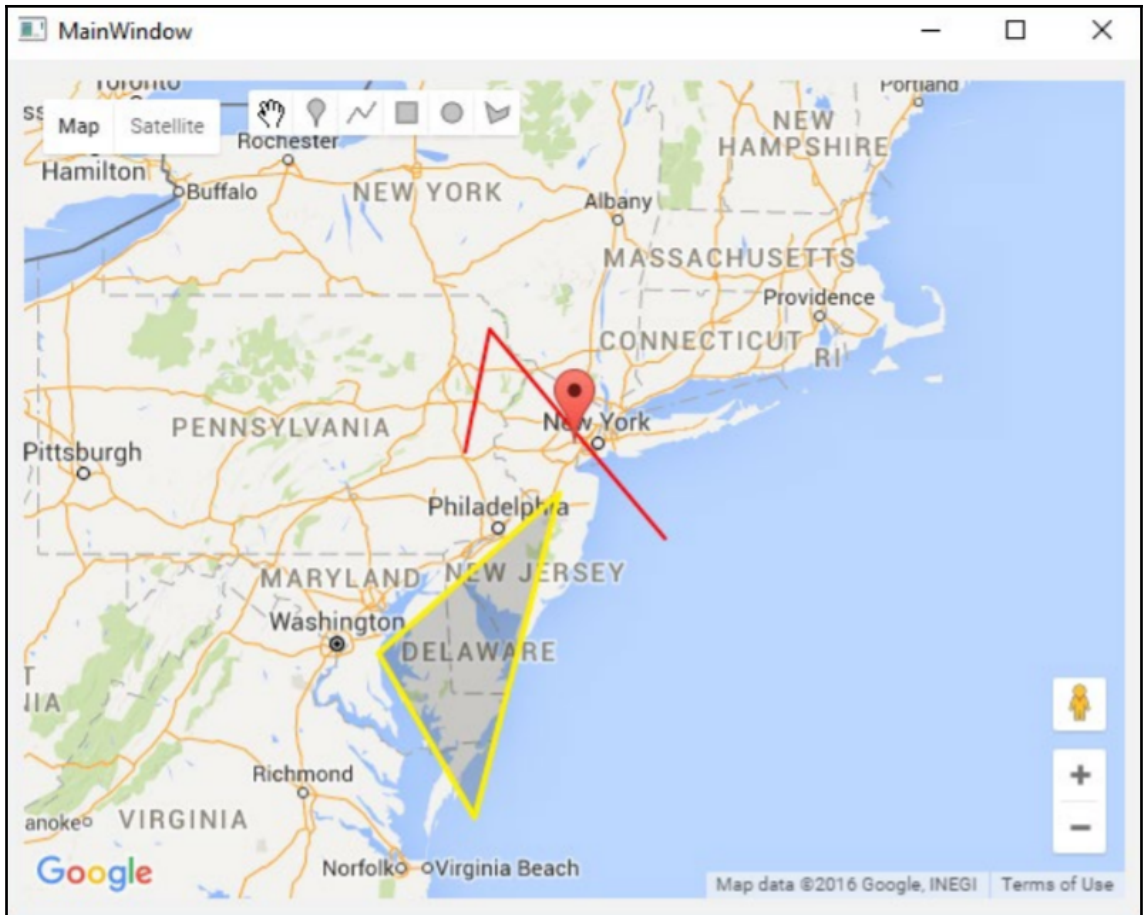 MainWindow
Toronto
Portland
Map Satellite
Rochester
NEW
HAMPSHIRE
Hamilton
Buffalo
NEW YORK
Albany
MASSACHUSETTS
Providence
CONNECTICUT
RI
PENNSYLVANIA
New York
Pittsburgh
Philadelphia
MARYLAND
NEW JERSEY
Washington
DELAWARE
Richmond
anoke
VIRGINIA
Norfolk
Virginia Beach
Google
Map data ©2016 Google, INEGI
Terms of Use